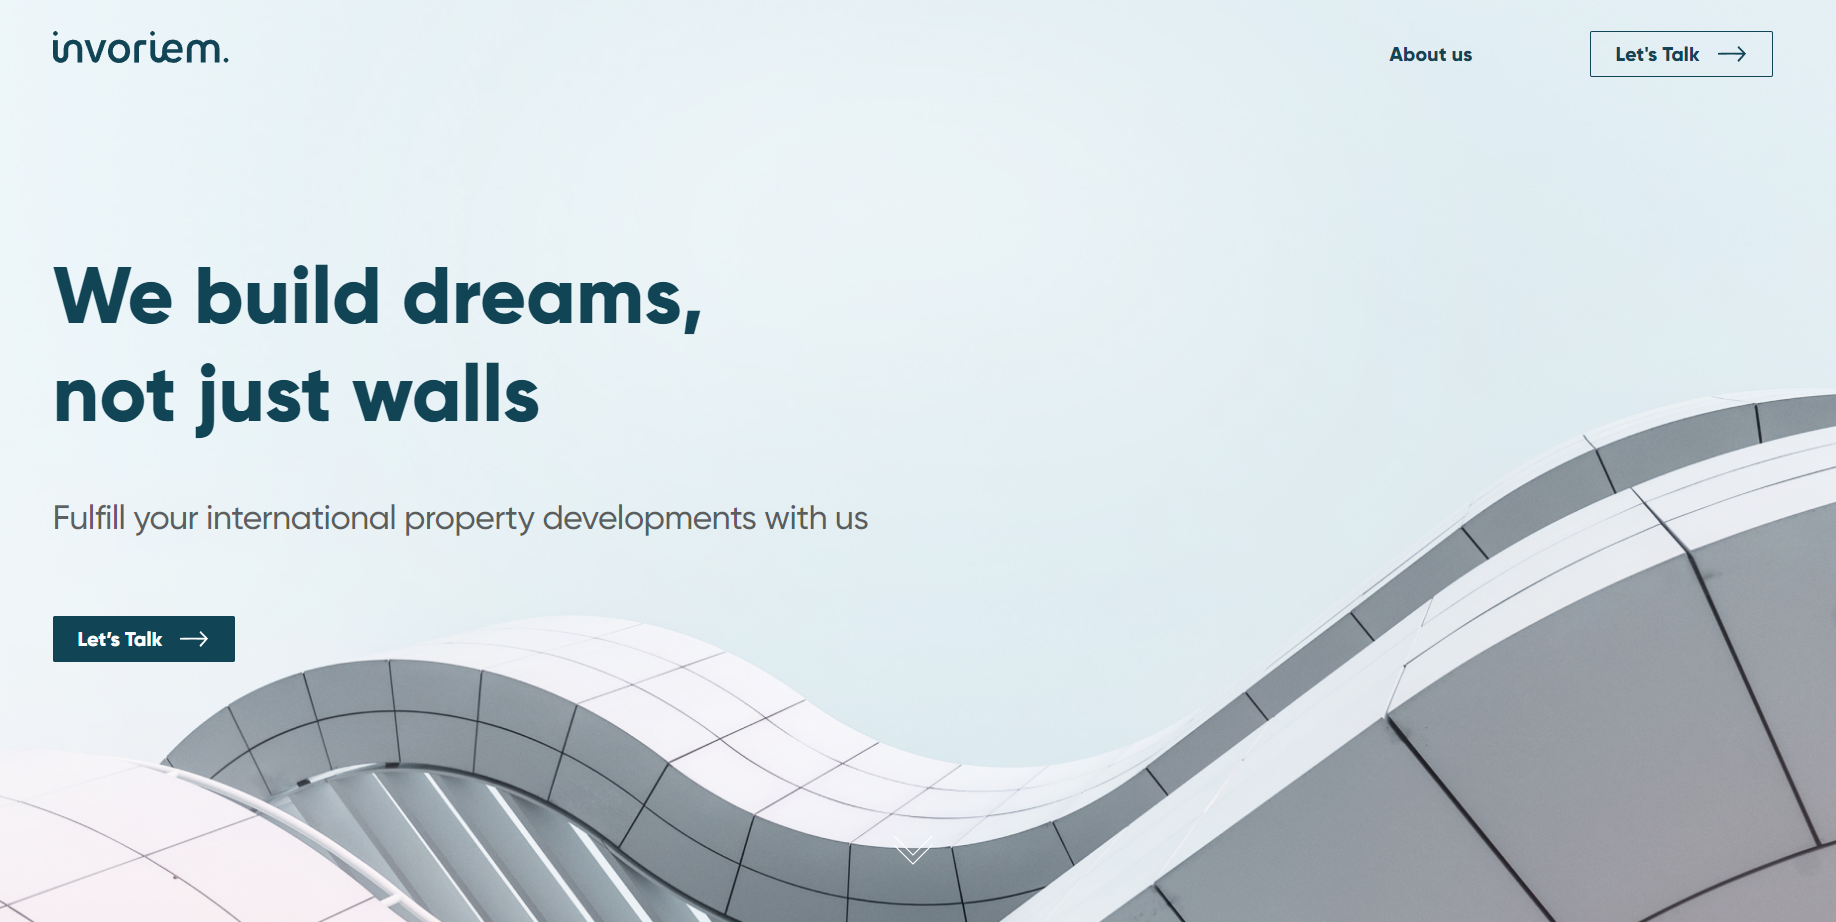 invoriem.
About us
Let's Talk
We build dreams,
not just walls
Fulfill your international property developments with us
Let’s Talk